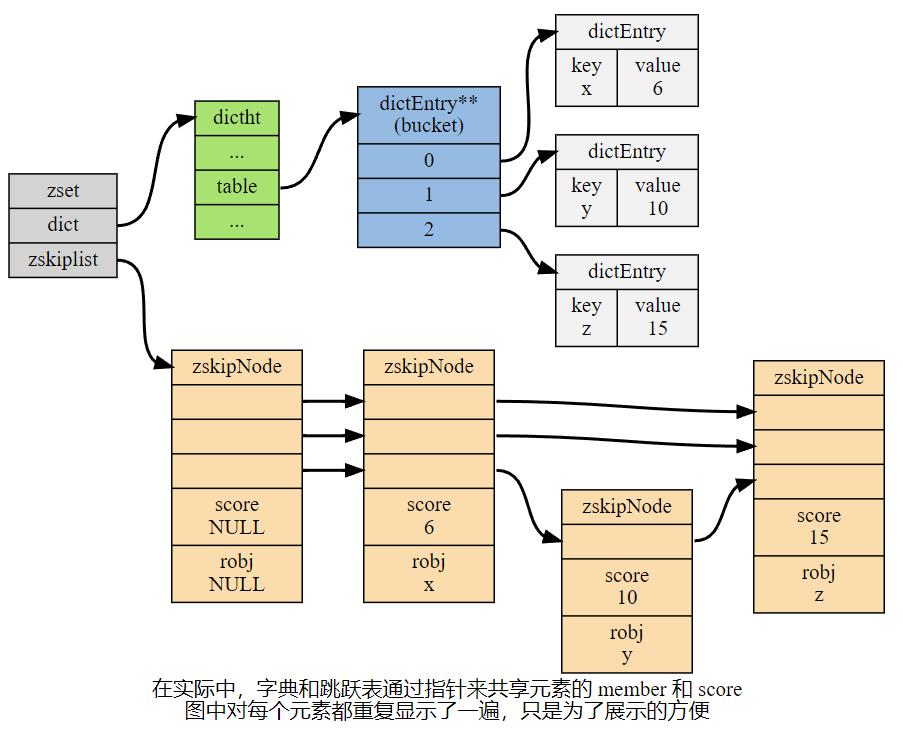 zset
dict
zskiplist
dictht
...
table
...
dictEntry**
(bucket)
0
1
2
dictEntry
key
x
value
6
dictEntry
key
y
value
10
dictEntry
key
z
value
15
zskipNode
score
NULL
robj
NULL
zskipNode
score
6
robj
x
zskipNode
score
10
robj
y
zskipNode
score
15
robj
z
在实际中，字典和跳跃表通过指针来共享元素的 member 和 score
图中对每个元素都重复显示了一遍，只是为了展示的方便